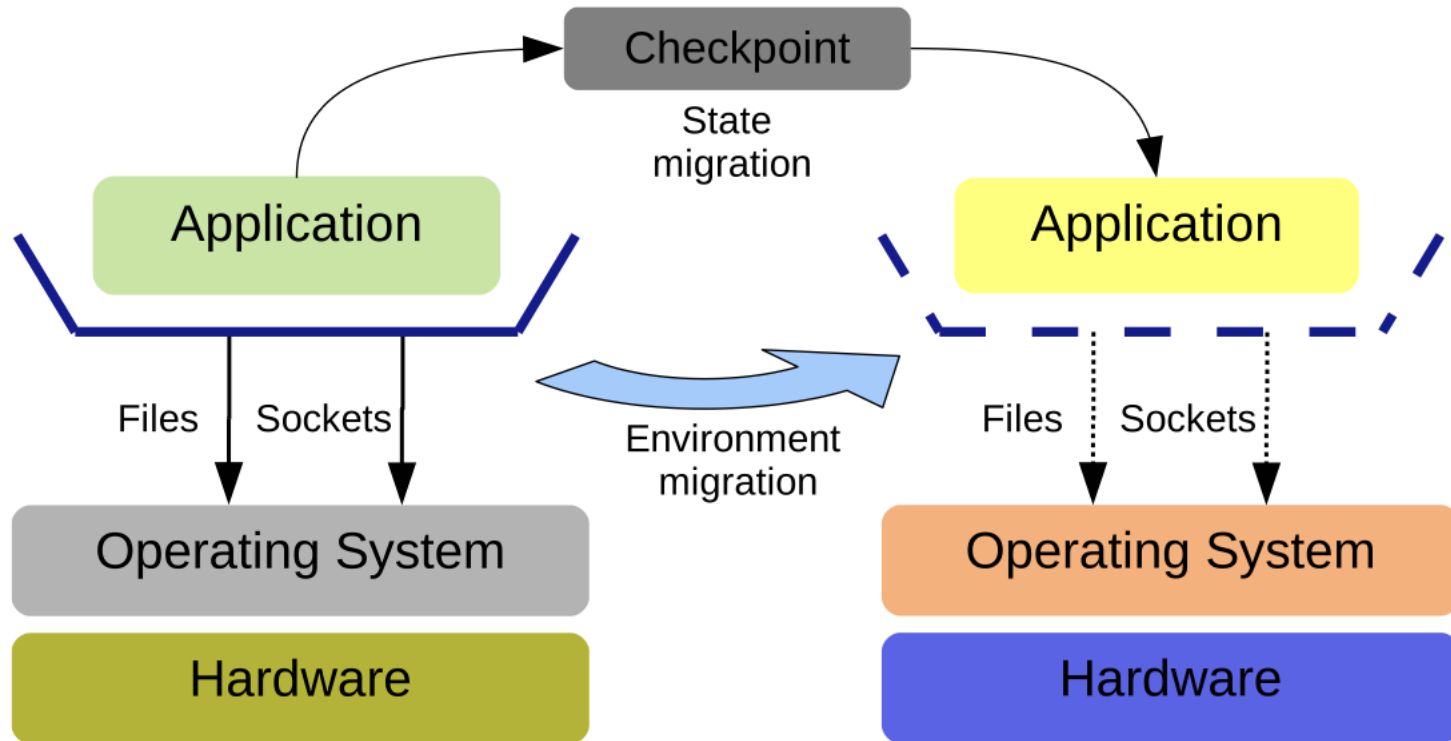 Checkpoint
State
migration
Application
Application
Files
Sockets
Files
Sockets
Environment
migration
Operating System
Operating System
Hardware
Hardware